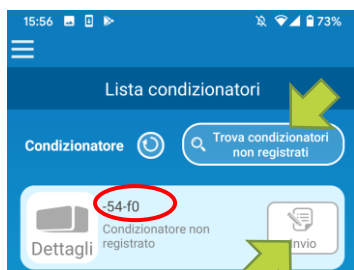 15:56 73%
Lista condizionatori
Condizionatore
Trova condizionatori
non registrati
-54-f0
Condizionatore non
registrato
Dettagli
Invio